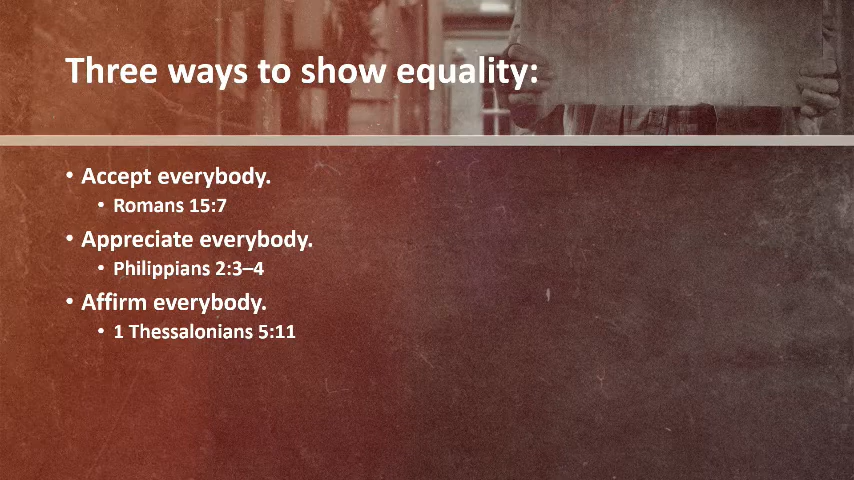 Three ways to show equality:
• Accept everybody.
• Romans 15:7
• Appreciate everybody.
• Philippians 2:3–4
• Affirm everybody.
• 1 Thessalonians 5:11